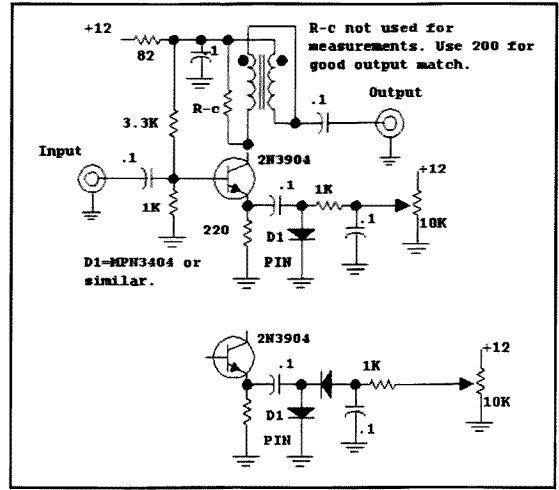 +12
82
.1
R-c not used for
measurements. Use 200 for
good output match.
R-c
.1
Output
3.3K
Input
.1
2N3904
+12
.1
1K
1K
.1
10K
220
D1
PIN
D1=MPN3404 or
similar.
2N3904
.1
1K
+12
D1
10K
.1
PIN